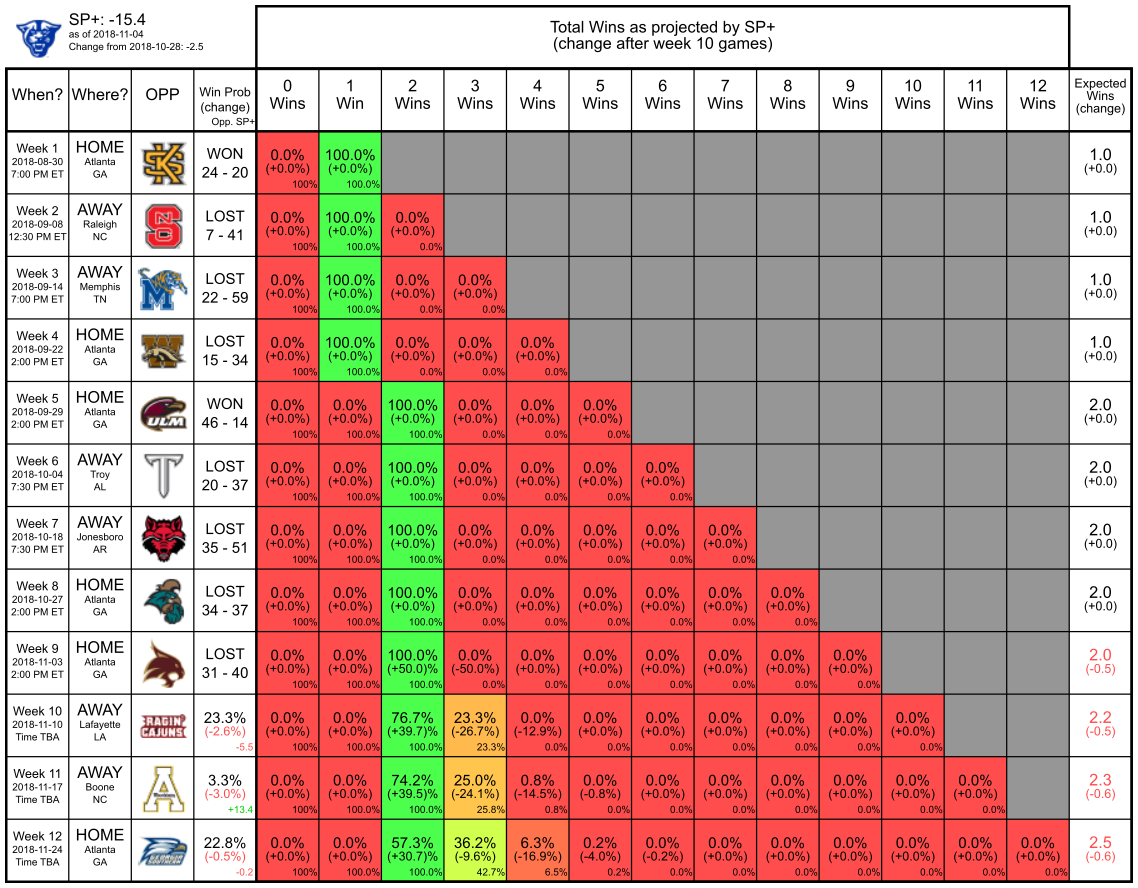 SP+: -15.4
as of 2018-11-04
Change from 2018-10-28: -2.5
Total Wins as projected by SP+
(change after week 10 games)
When? Where? OPP Win Prob (change) Opp. SP+ 0 Wins 1 Win 2 Wins 3 Wins 4 Wins 5 Wins 6 Wins 7 Wins 8 Wins 9 Wins 10 Wins 11 Wins 12 Wins Expected Wins (change)
Week 1 HOME KS WON 0.0% 100.0% 1.0
2018-08-30 Atlanta (+0.0%) (+0.0%) (+0.0)
7:00 PM ET GA 24 - 20 100% 100.0%
Week 2 AWAY NCS LOST 0.0% 100.0% 0.0% 1.0
2018-09-08 Raleigh (+0.0%) (+0.0%) (+0.0%) (+0.0)
12:30 PM ET NC 7 - 41 100% 100.0% 0.0%
Week 3 AWAY M LOST 0.0% 100.0% 0.0% 0.0% 1.0
2018-09-14 Memphis (+0.0%) (+0.0%) (+0.0%) (+0.0%) (+0.0)
7:00 PM ET TN 22 - 59 100% 100.0% 0.0% 0.0%
Week 4 HOME W LOST 0.0% 100.0% 0.0% 0.0% 0.0% 1.0
2018-09-22 Atlanta (+0.0%) (+0.0%) (+0.0%) (+0.0%) (+0.0%) (+0.0)
2:00 PM ET GA 15 - 34 100% 100.0% 0.0% 0.0% 0.0%
Week 5 HOME ULM WON 0.0% 0.0% 100.0% 0.0% 0.0% 0.0% 2.0
2018-09-29 Atlanta (+0.0%) (+0.0%) (+0.0%) (+0.0%) (+0.0%) (+0.0%) (+0.0)
2:00 PM ET GA 46 - 14 100% 100.0% 100.0% 0.0% 0.0% 0.0%
Week 6 AWAY T LOST 0.0% 0.0% 100.0% 0.0% 0.0% 0.0% 0.0% 2.0
2018-10-04 Troy (+0.0%) (+0.0%) (+0.0%) (+0.0%) (+0.0%) (+0.0%) (+0.0%) (+0.0)
7:30 PM ET AL 20 - 37 100% 100.0% 100.0% 0.0% 0.0% 0.0% 0.0%
Week 7 AWAY LOST 0.0% 0.0% 100.0% 0.0% 0.0% 0.0% 0.0% 0.0% 2.0
2018-10-18 Jonesboro (+0.0%) (+0.0%) (+0.0%) (+0.0%) (+0.0%) (+0.0%) (+0.0%) (+0.0%) (+0.0)
7:30 PM ET AR 35 - 51 100% 100.0% 100.0% 0.0% 0.0% 0.0% 0.0% 0.0%
Week 8 HOME LOST 0.0% 0.0% 100.0% 0.0% 0.0% 0.0% 0.0% 0.0% 0.0% 2.0
2018-10-27 Atlanta (+0.0%) (+0.0%) (+0.0%) (+0.0%) (+0.0%) (+0.0%) (+0.0%) (+0.0%) (+0.0%) (+0.0)
2:00 PM ET GA 34 - 37 100% 100.0% 100.0% 0.0% 0.0% 0.0% 0.0% 0.0% 0.0%
Week 9 HOME LOST 0.0% 0.0% 100.0% 0.0% 0.0% 0.0% 0.0% 0.0% 0.0% 0.0% 2.0
2018-11-03 Atlanta (+0.0%) (+0.0%) (+50.0)% (-50.0%) (+0.0%) (+0.0%) (+0.0%) (+0.0%) (+0.0%) (+0.0%) (-0.5)
2:00 PM ET GA 31 - 40 100% 100.0% 100.0% 0.0% 0.0% 0.0% 0.0% 0.0% 0.0% 0.0%
Week 10 AWAY RAGIN' CAJUNS 23.3% 0.0% 0.0% 76.7% 23.3% 0.0% 0.0% 0.0% 0.0% 0.0% 0.0% 0.0% 2.2
2018-11-10 Lafayette (-2.6%) (+0.0%) (+0.0%) (+39.7)% (-26.7%) (-12.9%) (+0.0%) (+0.0%) (+0.0%) (+0.0%) (+0.0%) (+0.0%) (-0.5)
Time TBA LA -5.5 100% 100.0% 100.0% 23.3% 0.0% 0.0% 0.0% 0.0% 0.0% 0.0% 0.0%
Week 11 AWAY A 3.3% 0.0% 0.0% 74.2% 25.0% 0.8% 0.0% 0.0% 0.0% 0.0% 0.0% 0.0% 0.0% 2.3
2018-11-17 Boone (-3.0%) (+0.0%) (+0.0%) (+39.5)% (-24.1%) (-14.5%) (-0.8%) (+0.0%) (+0.0%) (+0.0%) (+0.0%) (+0.0%) (+0.0%) (-0.6)
Time TBA NC +13.4 100% 100.0% 100.0% 25.8% 0.8% 0.0% 0.0% 0.0% 0.0% 0.0% 0.0% 0.0%
Week 12 HOME 22.8% 0.0% 0.0% 57.3% 36.2% 6.3% 0.2% 0.0% 0.0% 0.0% 0.0% 0.0% 0.0% 0.0% 2.5
2018-11-24 Atlanta (-0.5%) (+0.0%) (+0.0%) (+30.7)% (-9.6%) (-16.9%) (-4.0%) (-0.2%) (+0.0%) (+0.0%) (+0.0%) (+0.0%) (+0.0%) (+0.0%) (-0.6)
Time TBA GA -0.2 100% 100.0% 100.0% 42.7% 6.5% 0.2% 0.0% 0.0% 0.0% 0.0% 0.0% 0.0% 0.0%